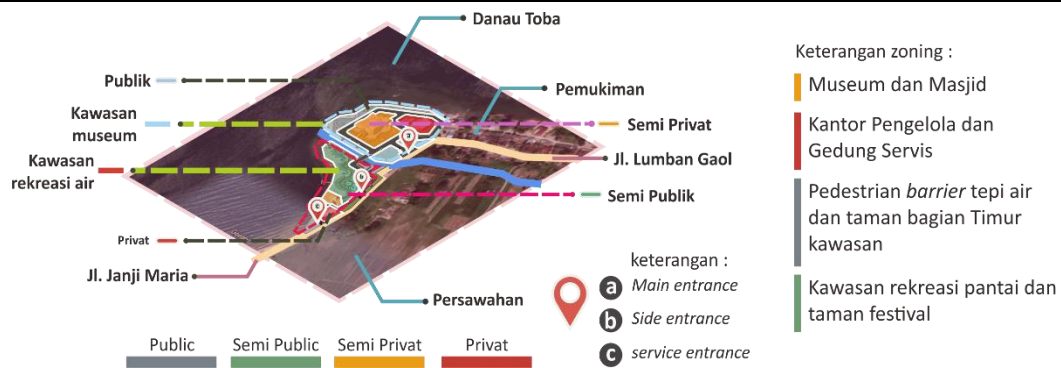 Danau Toba
Publik
Pemukiman
Kawasan
museum
Semi Privat
Kawasan
rekreasi air
Jl. Lumban Gaol
Semi Publik
Privat
Jl. Janji Maria
Persawahan
a
b
c
keterangan :
a Main entrance
b Side entrance
c service entrance
Public
Semi Public
Semi Privat
Privat
Keterangan zoning :
Museum dan Masjid
Kantor Pengelola dan
Gedung Servis
Pedestrian barrier tepi air
dan taman bagian Timur
kawasan
Kawasan rekreasi pantai dan
taman festival